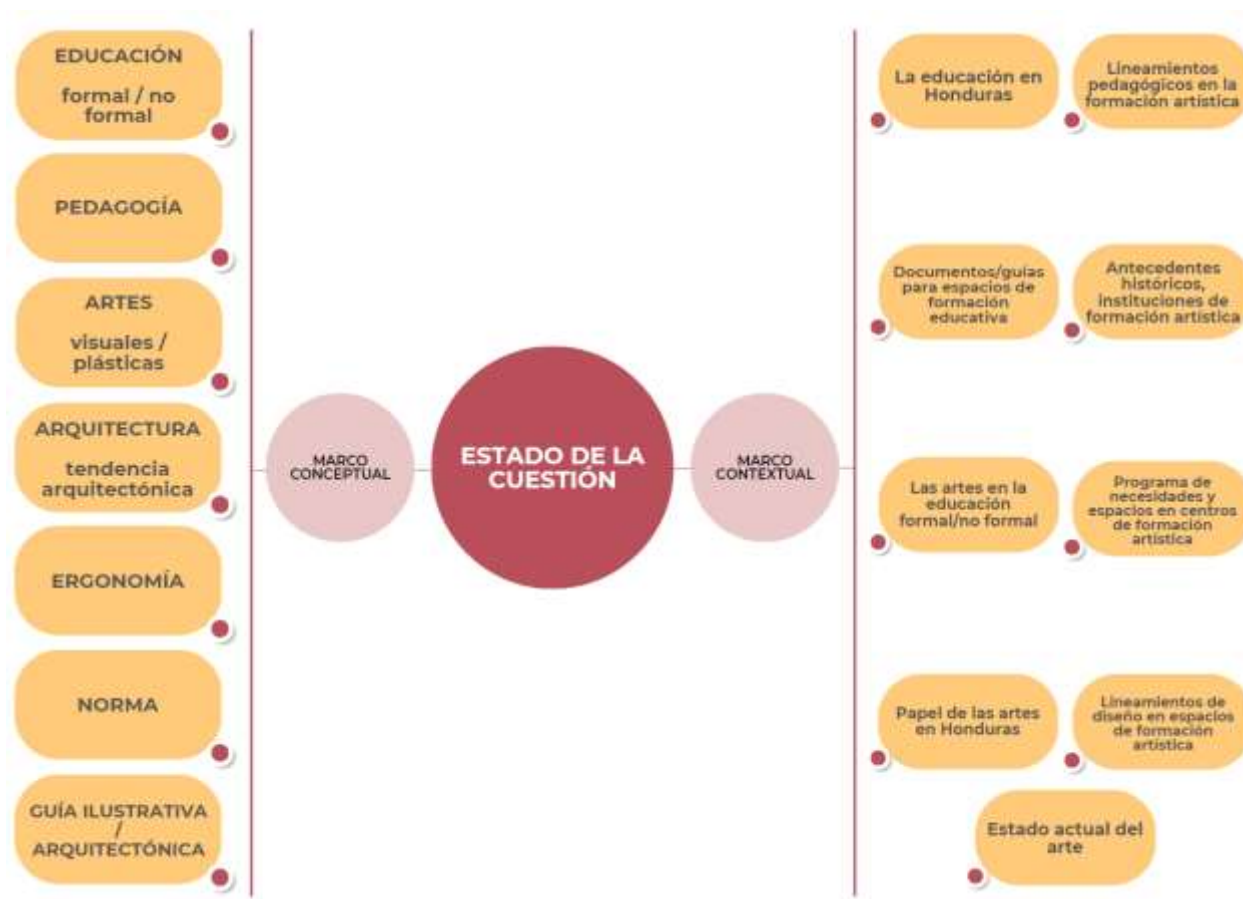 EDUCACIÓN
formal / no
formal
PEDAGOGÍA
ARTES
visuales /
plásticas
ARQUITECTURA
tendencia
arquitectónica
ERGONOMÍA
NORMA
GUÍA ILUSTRATIVA
/
ARQUITECTÓNICA
MARCO
CONCEPTUAL
ESTADO DE LA
CUESTIÓN
MARCO
CONTEXTUAL
La educación en
Honduras
Lineamientos
pedagógicos en la
formación artística
Documentos/guías
para espacios de
formación
educativa
Antecedentes
históricos,
instituciones de
formación artística
Las artes en la
educación
formal/no formal
Programa de
necesidades y
espacios en centros
de formación
artística
Papel de las artes
en Honduras
Lineamientos de
diseño en espacios
de formación
artística
Estado actual del
arte